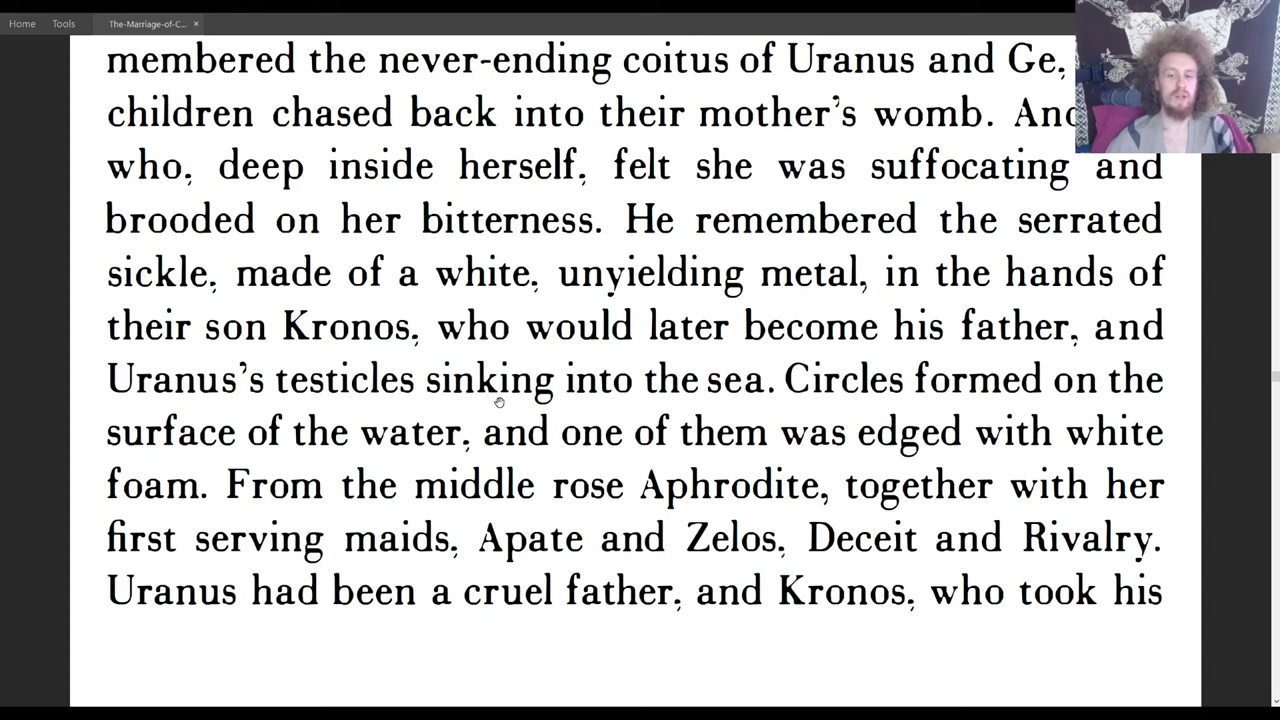 Home Tools The-Marriage-of-C... ×
membered the never-ending coitus of Uranus and Ge,
children chased back into their mother's womb. And
who, deep inside herself, felt she was suffocating and
brooded on her bitterness. He remembered the serrated
sickle, made of a white, unyielding metal, in the hands of
their son Kronos, who would later become his father, and
Uranus's testicles sinking into the sea. Circles formed on the
surface of the water, and one of them was edged with white
foam. From the middle rose Aphrodite, together with her
first serving maids, Apate and Zelos, Deceit and Rivalry.
Uranus had been a cruel father, and Kronos, who took his